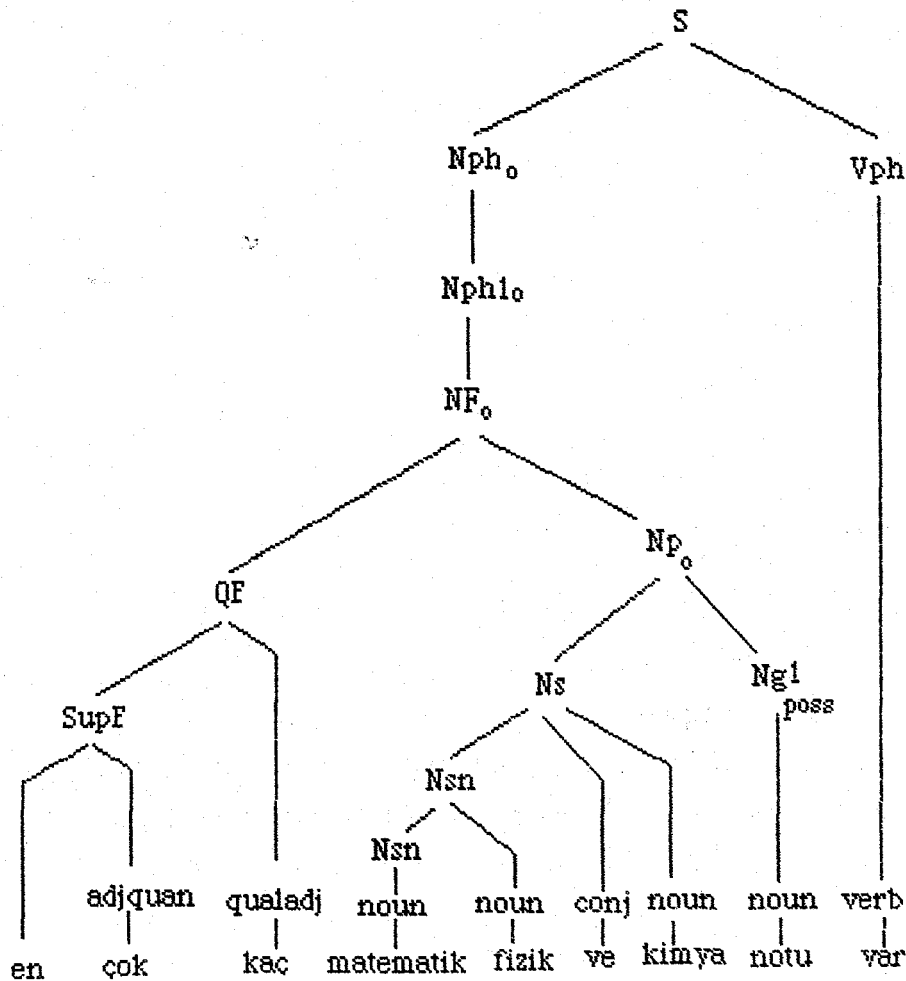 S
Nph₀ Vph
Nph1₀
NF₀
Np₀
QF
Ns Ng1 poss
SupF
Nsn
Nsn
adjquan qualadj noun noun conj noun noun verb
en çok kaç matematik fizik ve kimya notu var